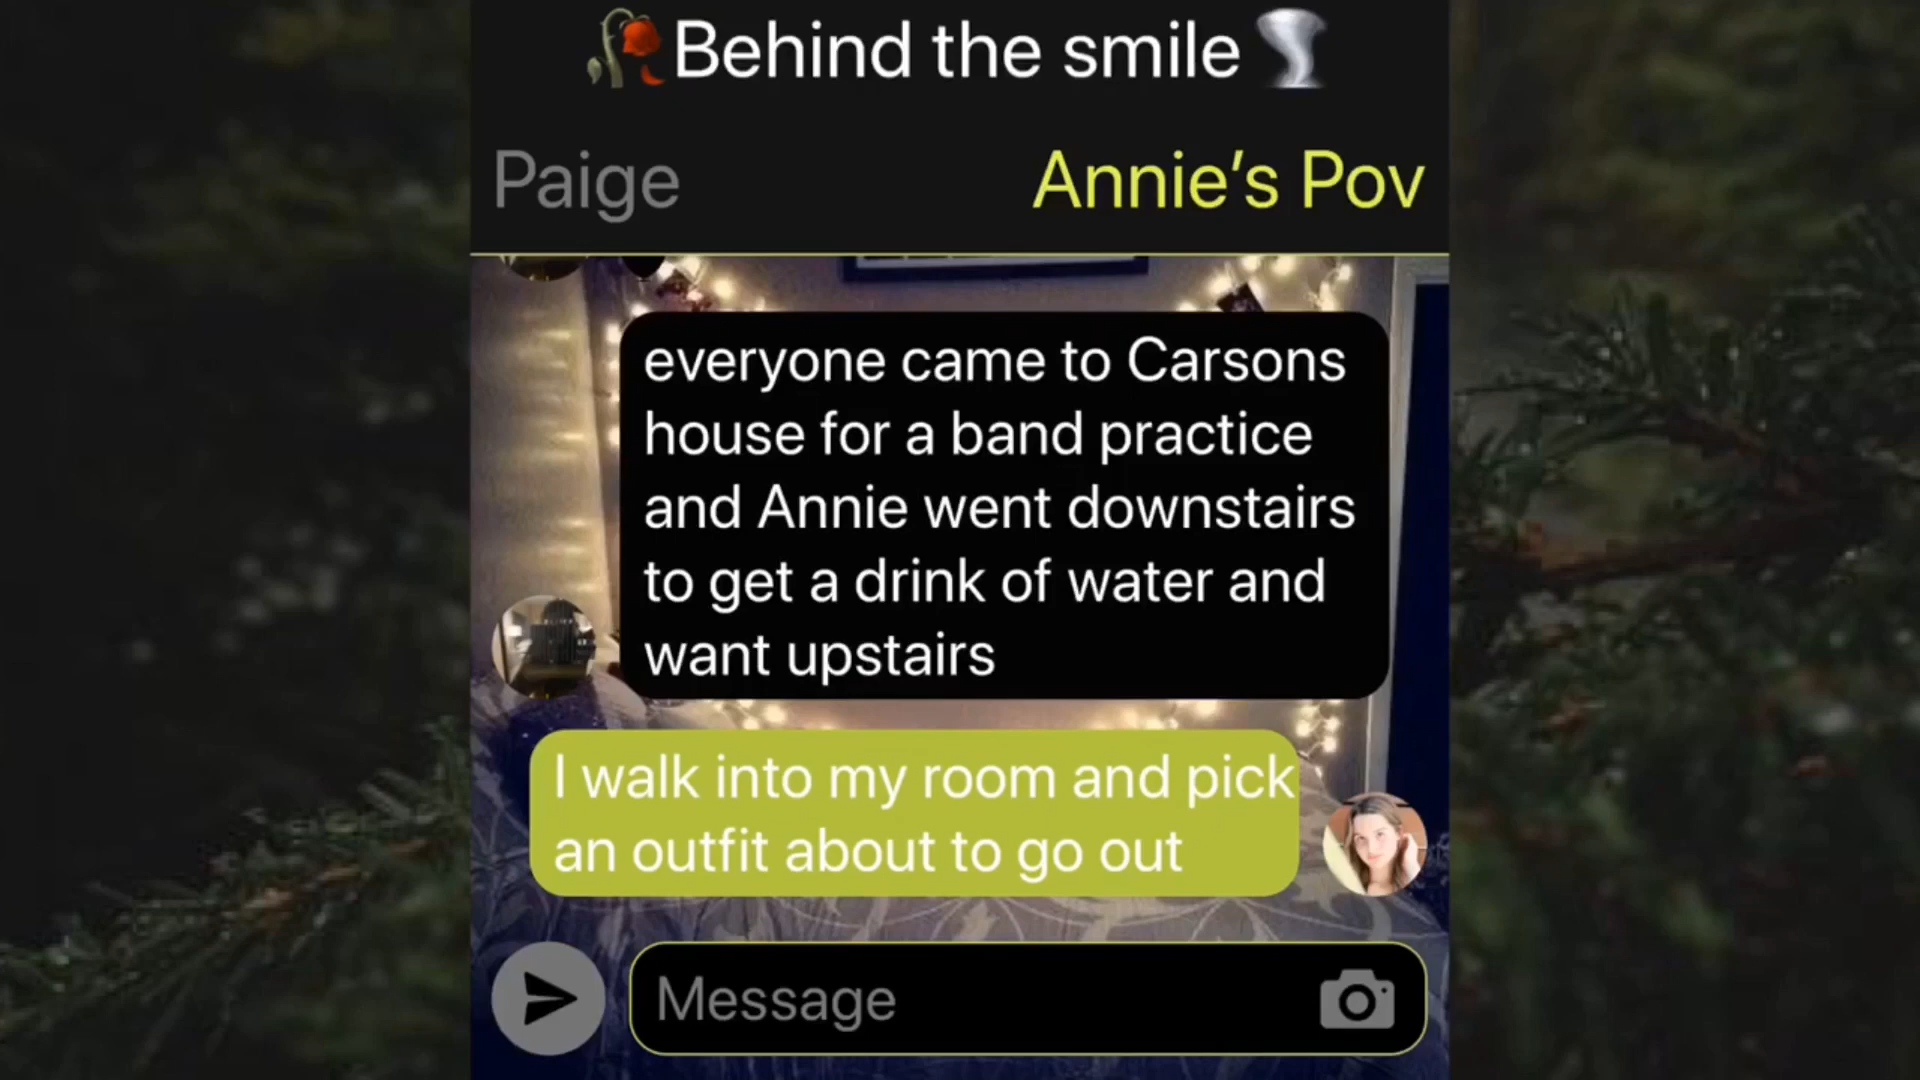 🥀Behind the smile🌪
Paige
Annie’s Pov
everyone came to Carsons
house for a band practice
and Annie went downstairs
to get a drink of water and
want upstairs
I walk into my room and pick
an outfit about to go out
Message